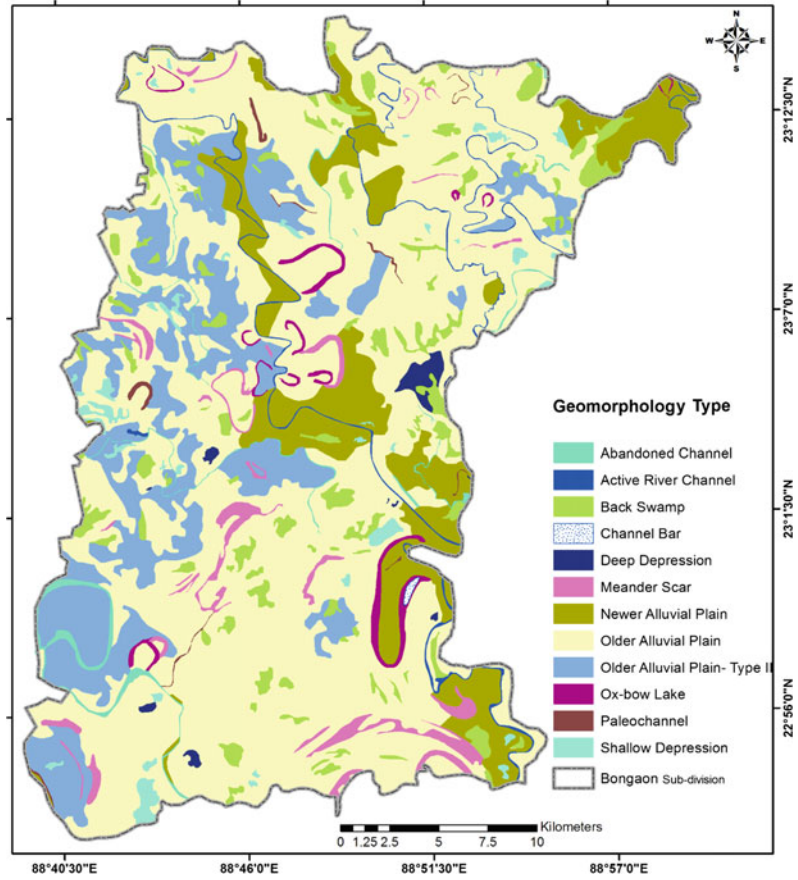 N
W E
S
23°12'30"N
23°7'0"N
23°1'30"N
22°56'0"N
Geomorphology Type
Abandoned Channel
Active River Channel
Back Swamp
Channel Bar
Deep Depression
Meander Scar
Newer Alluvial Plain
Older Alluvial Plain
Older Alluvial Plain- Type II
Ox-bow Lake
Paleochannel
Shallow Depression
Bongaon Sub-division
Kilometers
0 1.25 2.5 5 7.5 10
88°40'30"E 88°46'0"E 88°51'30"E 88°57'0"E